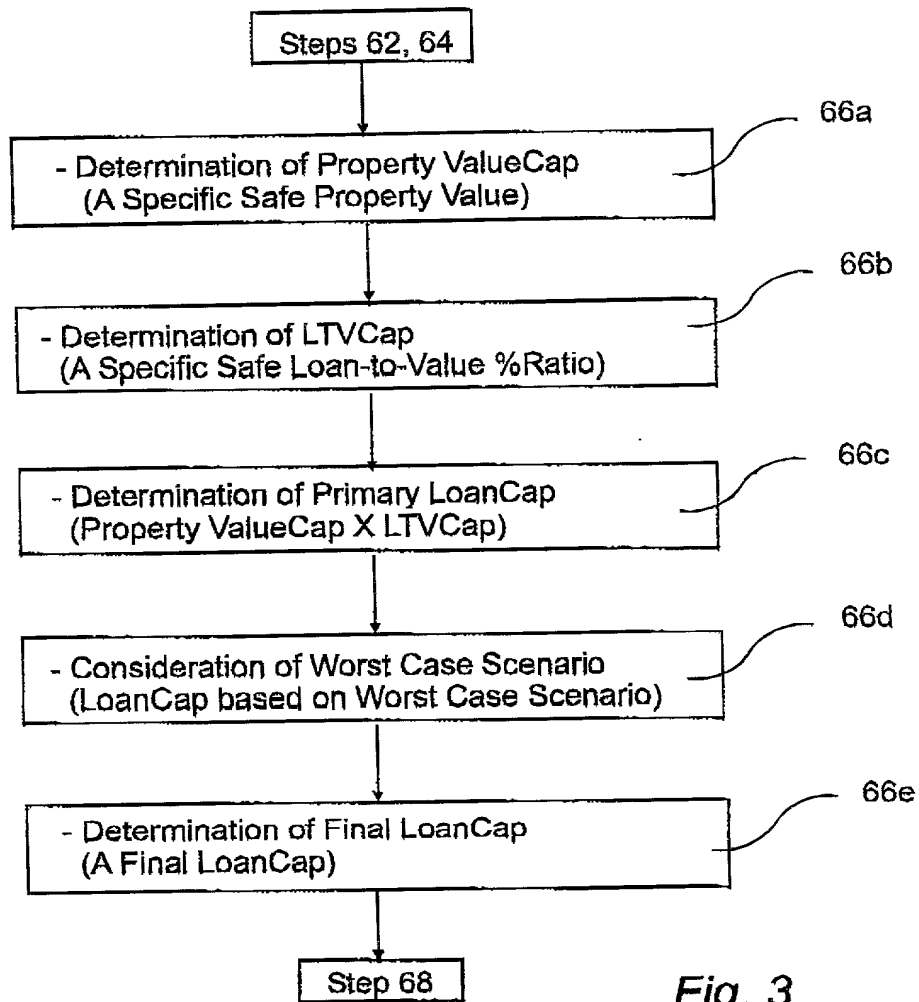 Steps 62, 64
66a
- Determination of Property ValueCap
(A Specific Safe Property Value)
66b
- Determination of LTVCap
(A Specific Safe Loan-to-Value %Ratio)
66c
- Determination of Primary LoanCap
(Property ValueCap X LTVCap)
66d
- Consideration of Worst Case Scenario
(LoanCap based on Worst Case Scenario)
66e
- Determination of Final LoanCap
(A Final LoanCap)
Step 68
Fig. 3